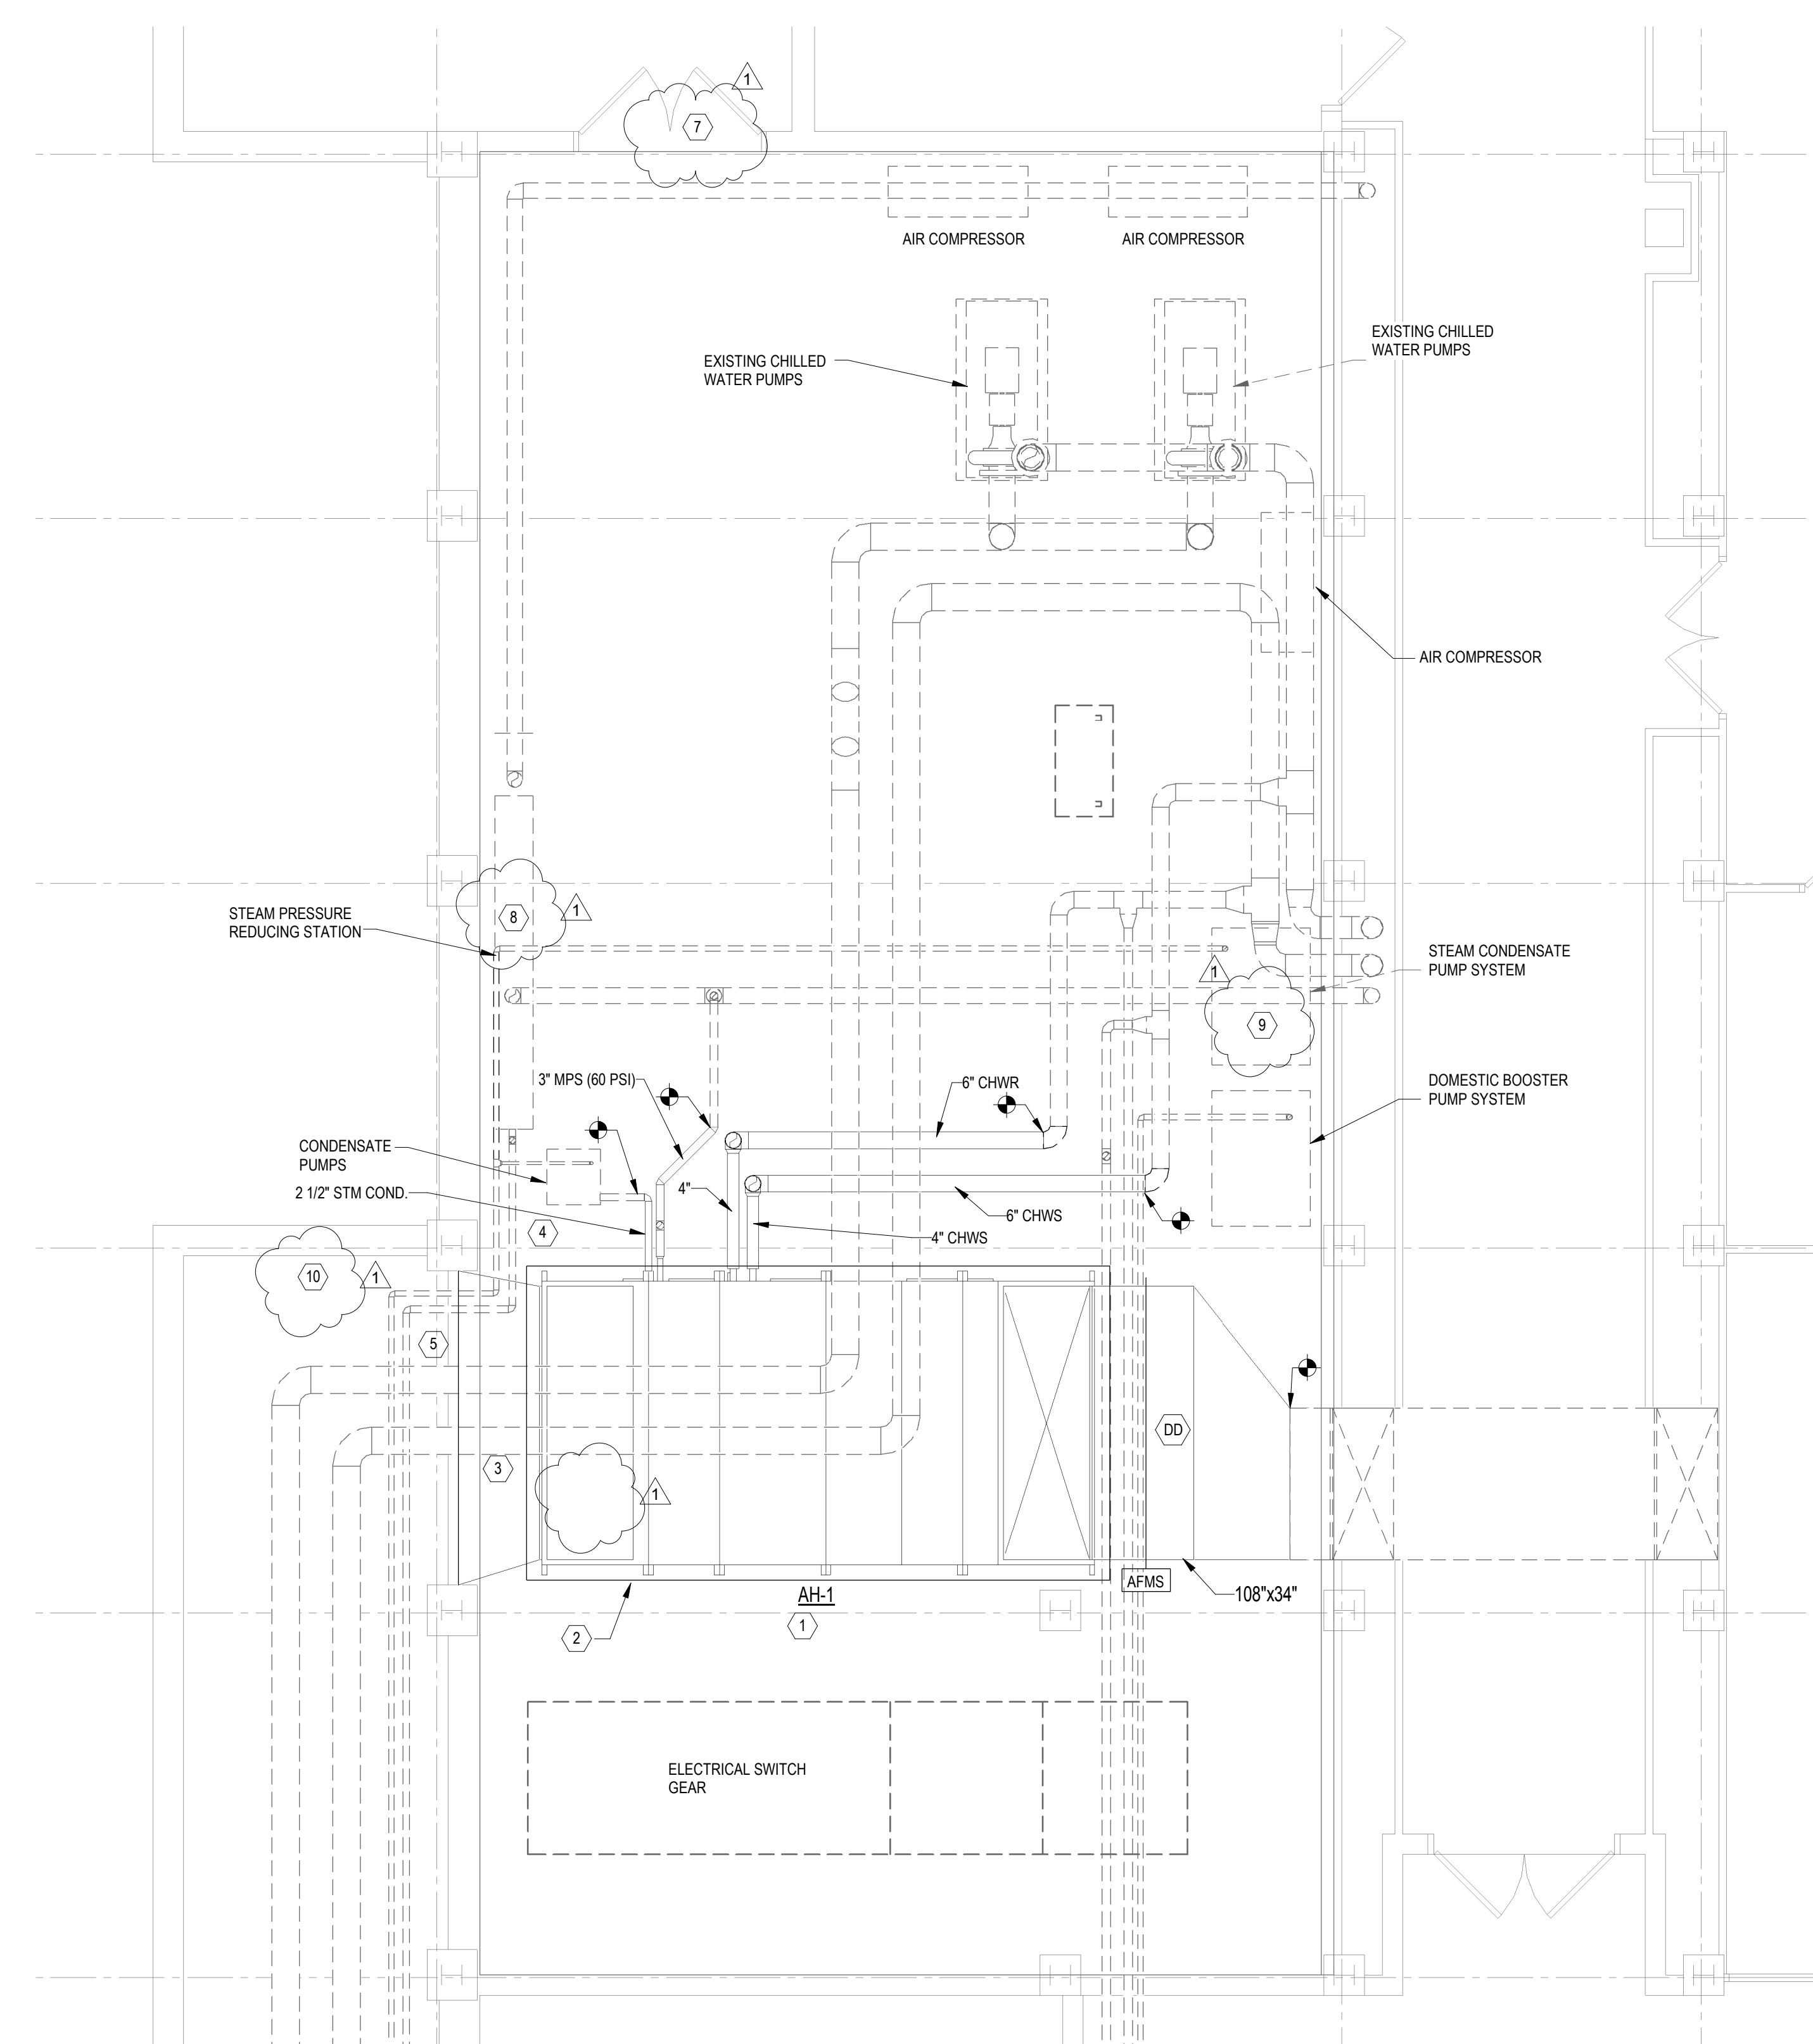 1
7
AIR COMPRESSOR
AIR COMPRESSOR
EXISTING CHILLED
WATER PUMPS
EXISTING CHILLED
WATER PUMPS
AIR COMPRESSOR
STEAM PRESSURE
REDUCING STATION
8
1
STEAM CONDENSATE
PUMP SYSTEM
1
9
3" MPS (60 PSI)
6" CHWR
DOMESTIC BOOSTER
PUMP SYSTEM
CONDENSATE
PUMPS
2 1/2" STM COND.
4"
6" CHWS
4" CHWS
4
10
1
5
3
1
DD
AFMS
108"x34"
AH-1
1
2
ELECTRICAL SWITCH
GEAR